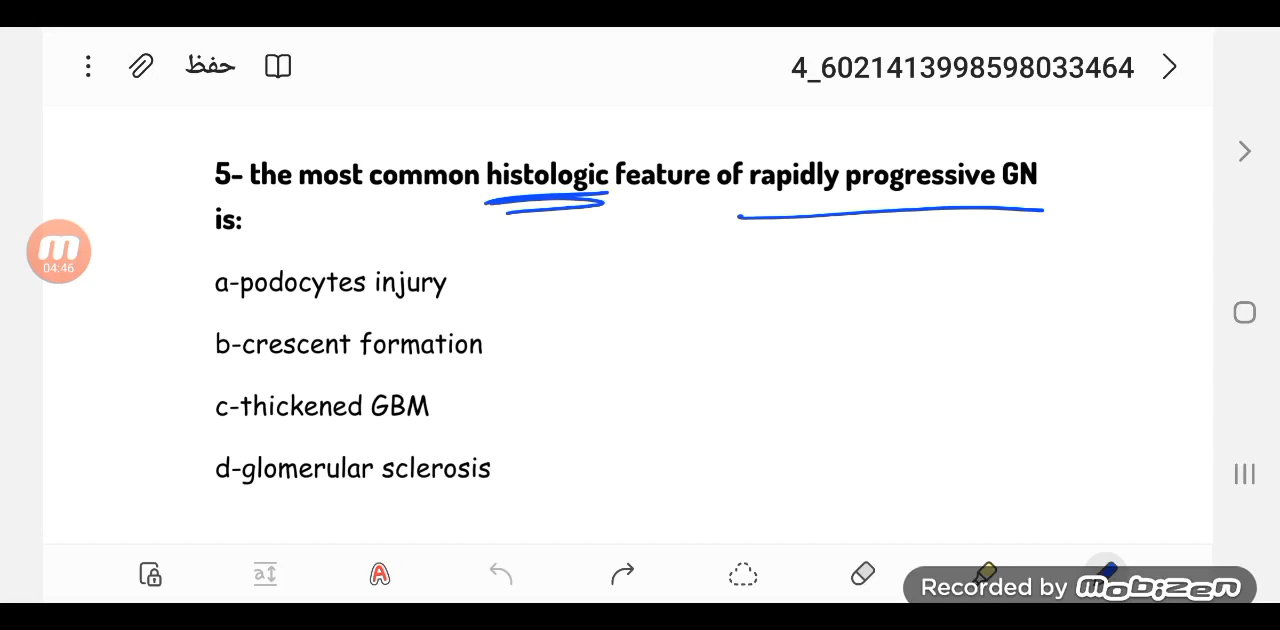 حفظ
4_6021413998598033464
5- the most common histologic feature of rapidly progressive GN
is:
04:46
a-podocytes injury
b-crescent formation
c-thickened GBM
d-glomerular sclerosis
Recorded by mobizen